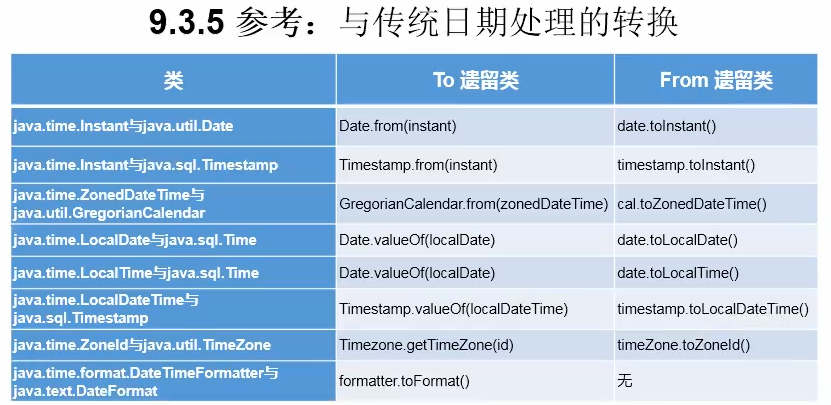 9.3.5 参考：与传统日期处理的转换
类 To 遗留类 From 遗留类
java.time.Instant与java.util.Date Date.from(instant) date.toInstant()
java.time.Instant与java.sql.Timestamp Timestamp.from(instant) timestamp.toInstant()
java.time.ZonedDateTime与
java.util.GregorianCalendar GregorianCalendar.from(zonedDateTime) cal.toZonedDateTime()
java.time.LocalDate与java.sql.Time Date.valueOf(localDate) date.toLocalDate()
java.time.LocalTime与java.sql.Time Date.valueOf(localDate) date.toLocalTime()
java.time.LocalDateTime与
java.sql.Timestamp Timestamp.valueOf(localDateTime) timestamp.toLocalDateTime()
java.time.ZoneId与java.util.TimeZone Timezone.getTimeZone(id) timeZone.toZoneId()
java.time.format.DateTimeFormatter与
java.text.DateFormat formatter.toFormat() 无